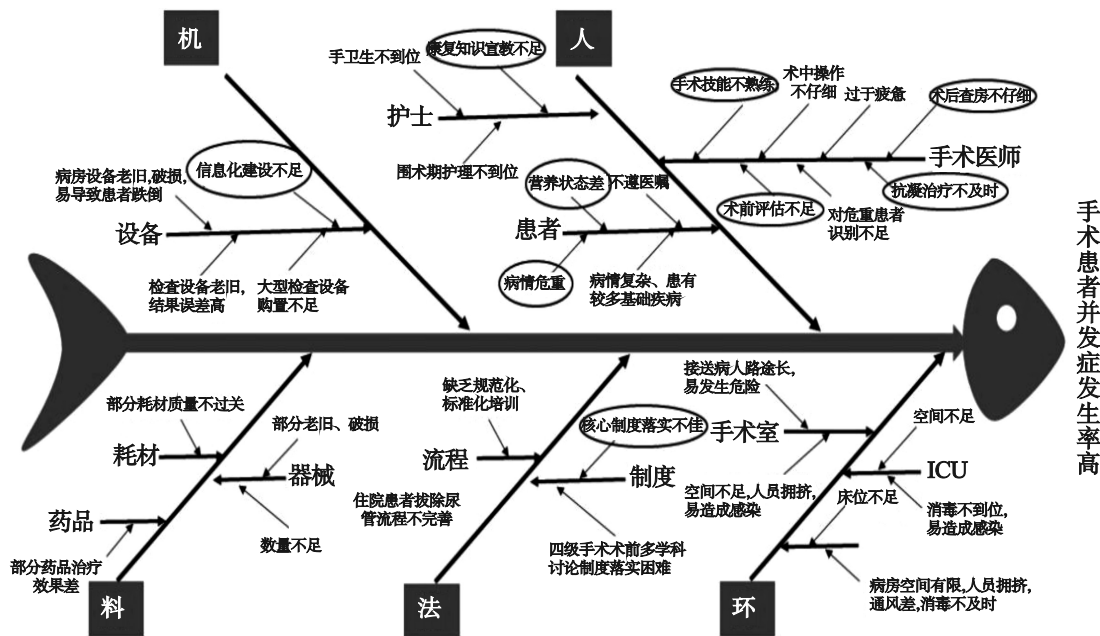 机
人
手卫生不到位
康复知识宣教不足
护士
围术期护理不到位
手术技能不熟练
术中操作
不仔细
过于疲惫
术后查房不仔细
手术医师
术前评估不足
对危重患者
识别不足
抗凝治疗不及时
病房设备老旧,破损,
易导致患者跌倒
信息化建设不足
设备
检查设备老旧,
结果误差高
大型检查设备
购置不足
营养状态差
不遵医嘱
患者
病情危重
病情复杂、患有
较多基础疾病
手术患者并发症发生率高
部分耗材质量不过关
耗材
部分老旧、破损
器械
数量不足
药品
部分药品治疗
效果差
料
缺乏规范化、
标准化培训
流程
住院患者拔除尿
管流程不完善
核心制度落实不佳
制度
四级手术术前多学科
讨论制度落实困难
法
接送病人路途长,
易发生危险
手术室
空间不足,人员拥挤,
易造成感染
空间不足
ICU
消毒不到位,
易造成感染
床位不足
病房空间有限,人员拥挤,
通风差,消毒不及时
环